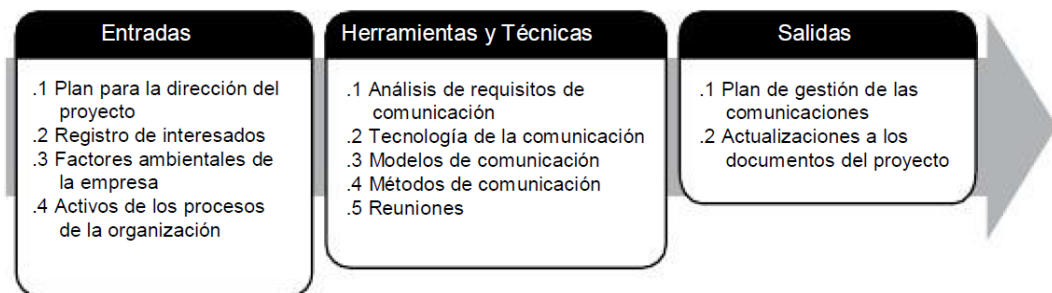 Entradas
.1 Plan para la dirección del
proyecto
.2 Registro de interesados
.3 Factores ambientales de
la empresa
.4 Activos de los procesos
de la organización
Herramientas y Técnicas
.1 Análisis de requisitos de
comunicación
.2 Tecnología de la comunicación
.3 Modelos de comunicación
.4 Métodos de comunicación
.5 Reuniones
Salidas
.1 Plan de gestión de las
comunicaciones
.2 Actualizaciones a los
documentos del proyecto